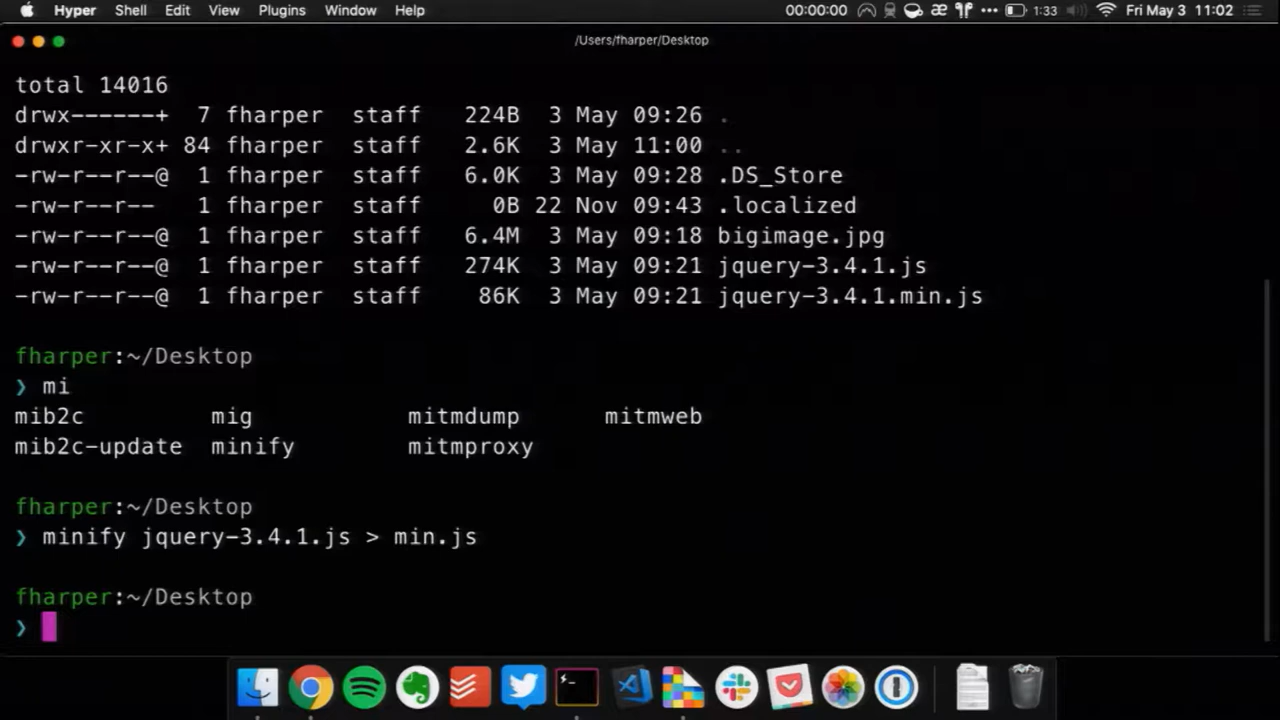 Hyper Shell Edit View Plugins Window Help 00:00:00 æ ••• 1:33 Fri May 3 11:02
/Users/fharper/Desktop
total 14016
drwx------+ 7 fharper staff 224B 3 May 09:26 .
drwxr-xr-x+ 84 fharper staff 2.6K 3 May 11:00 ..
-rw-r--r--@ 1 fharper staff 6.0K 3 May 09:28 .DS_Store
-rw-r--r-- 1 fharper staff 0B 22 Nov 09:43 .localized
-rw-r--r--@ 1 fharper staff 6.4M 3 May 09:18 bigimage.jpg
-rw-r--r--@ 1 fharper staff 274K 3 May 09:21 jquery-3.4.1.js
-rw-r--r--@ 1 fharper staff 86K 3 May 09:21 jquery-3.4.1.min.js
fharper:~/Desktop
❯ mi
mib2c mig mitmdump mitmweb
mib2c-update minify mitmproxy
fharper:~/Desktop
❯ minify jquery-3.4.1.js > min.js
fharper:~/Desktop
❯